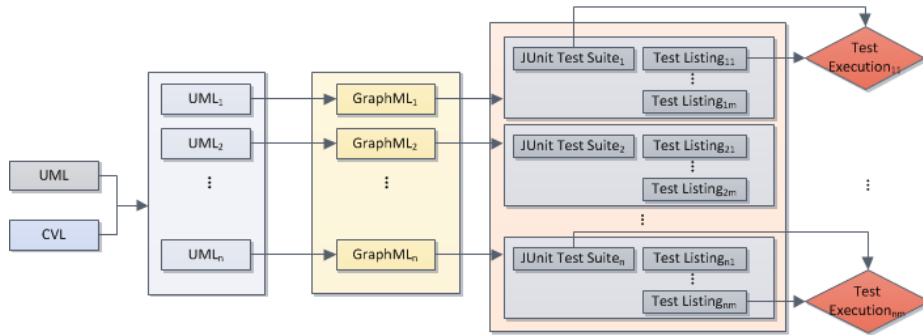 UML
CVL
UML₁
UML₂
⋮
UMLₙ
GraphML₁
GraphML₂
⋮
GraphMLₙ
JUnit Test Suite₁
Test Listing₁₁
⋮
Test Listing₁ₘ
JUnit Test Suite₂
Test Listing₂₁
⋮
Test Listing₂ₘ
⋮
JUnit Test Suiteₙ
Test Listingₙ₁
⋮
Test Listingₙₘ
Test
Execution₁₁
⋮
Test
Executionₙₘ